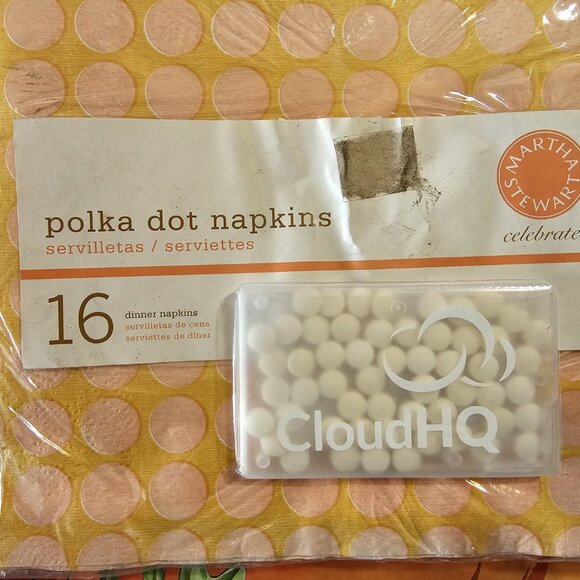 MARTHA
STEWART
celebrate
polka dot napkins
servilletas / serviettes
16
dinner napkins
servilletas de cena
serviettes de dîner
CloudHQ